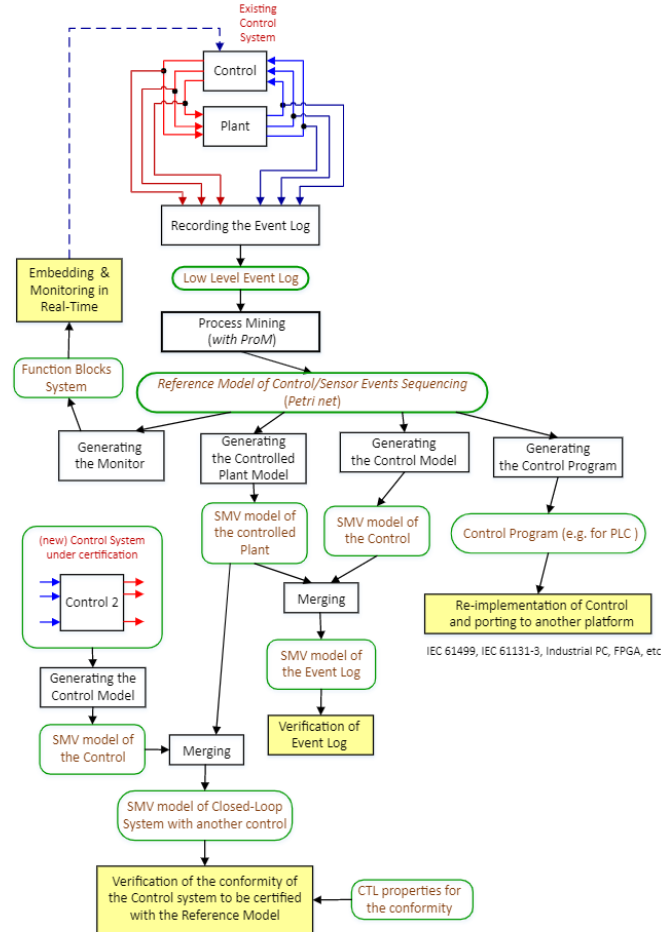 Existing
Control
System
Control
Plant
Recording the Event Log
Low Level Event Log
Embedding &
Monitoring in
Real-Time
Process Mining
(with ProM)
Function Blocks
System
Reference Model of Control/Sensor Events Sequencing
(Petri net)
Generating
the Monitor
Generating
the Controlled
Plant Model
Generating
the Control Model
Generating
the Control Program
SMV model of
the controlled
Plant
SMV model of
the Control
Control Program (e.g. for PLC )
(new) Control System
under certification
Control 2
Merging
Re-implementation of Control
and porting to another platform
IEC 61499, IEC 61131-3, Industrial PC, FPGA, etc
SMV model of
the Event Log
Generating the
Control Model
Verification of
Event Log
SMV model of
the Control
Merging
SMV model of Closed-Loop
System with another control
Verification of the conformity of
the Control system to be certified
with the Reference Model
CTL properties for
the conformity